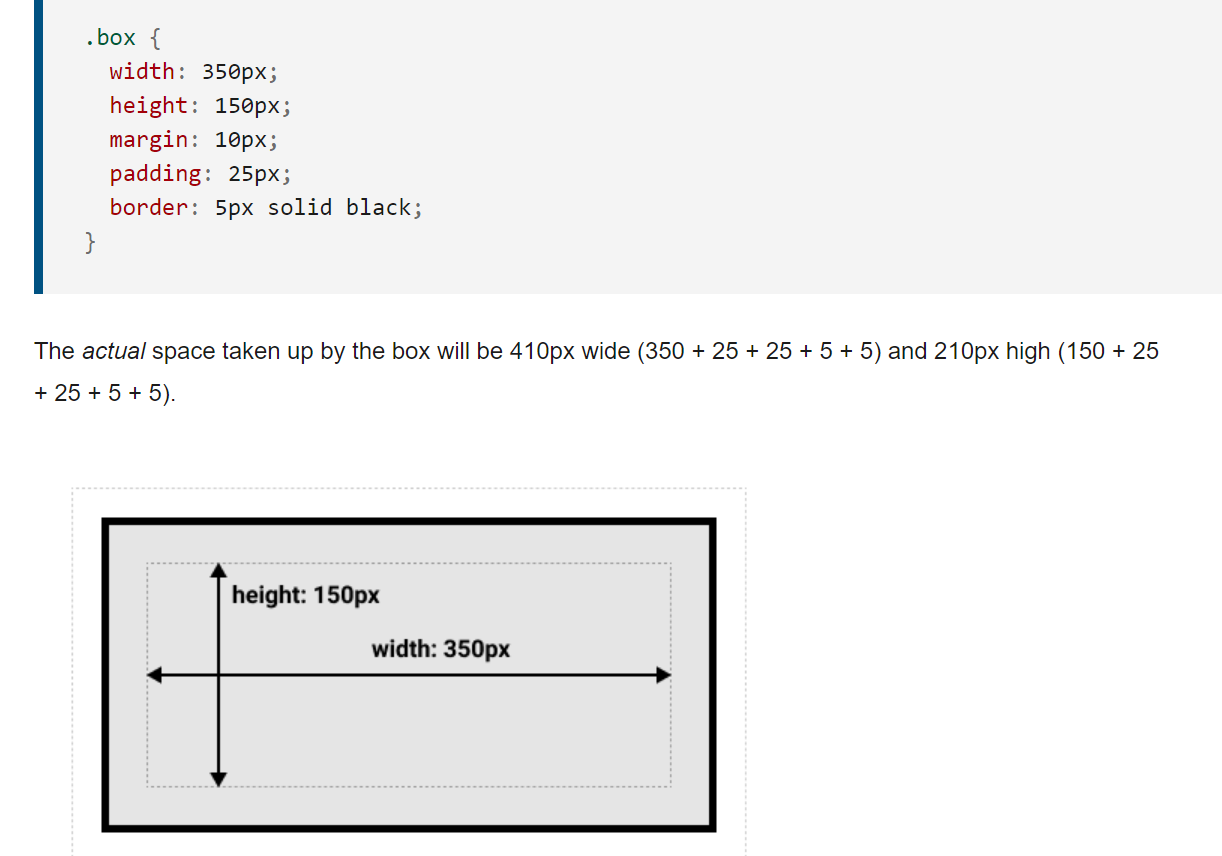 .box {
width: 350px;
height: 150px;
margin: 10px;
padding: 25px;
border: 5px solid black;
}
The actual space taken up by the box will be 410px wide (350 + 25 + 25 + 5 + 5) and 210px high (150 + 25
+ 25 + 5 + 5).
height: 150px
width: 350px